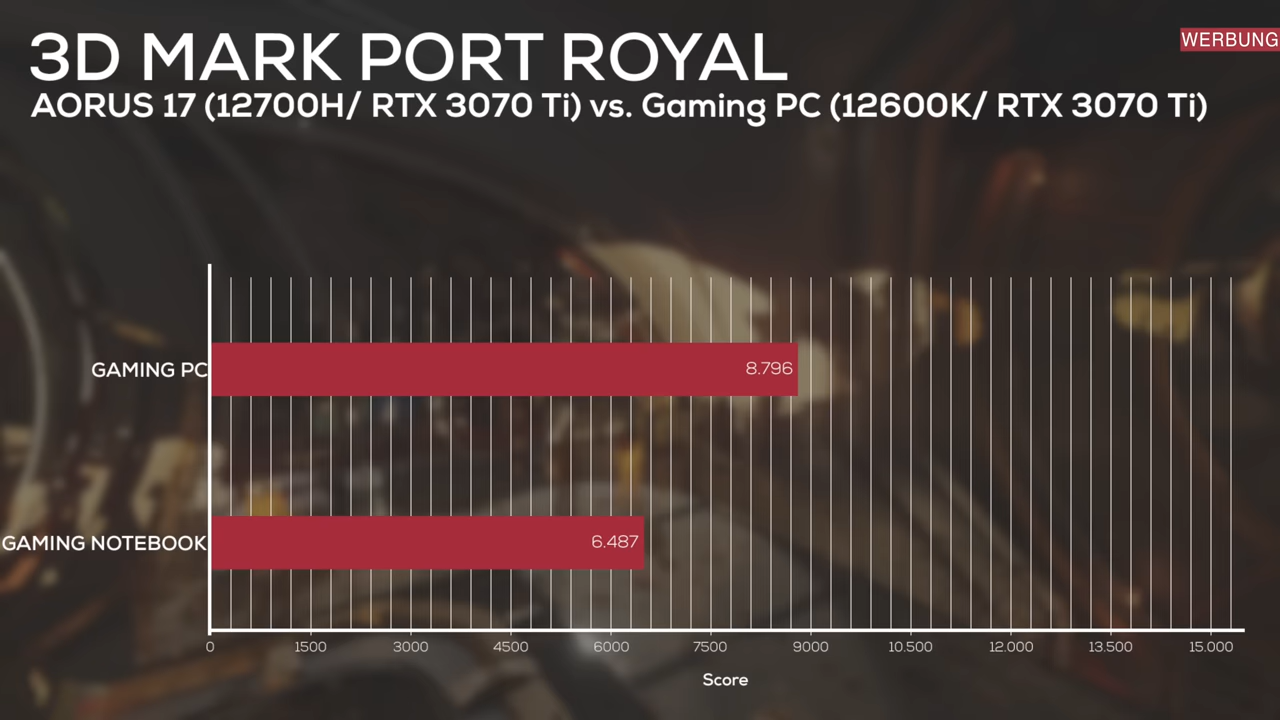 3D MARK PORT ROYAL
WERBUNG
AORUS 17 (12700H/ RTX 3070 Ti) vs. Gaming PC (12600K/ RTX 3070 Ti)
GAMING PC
8.796
GAMING NOTEBOOK
6.487
0 1500 3000 4500 6000 7500 9000 10.500 12.000 13.500 15.000
Score